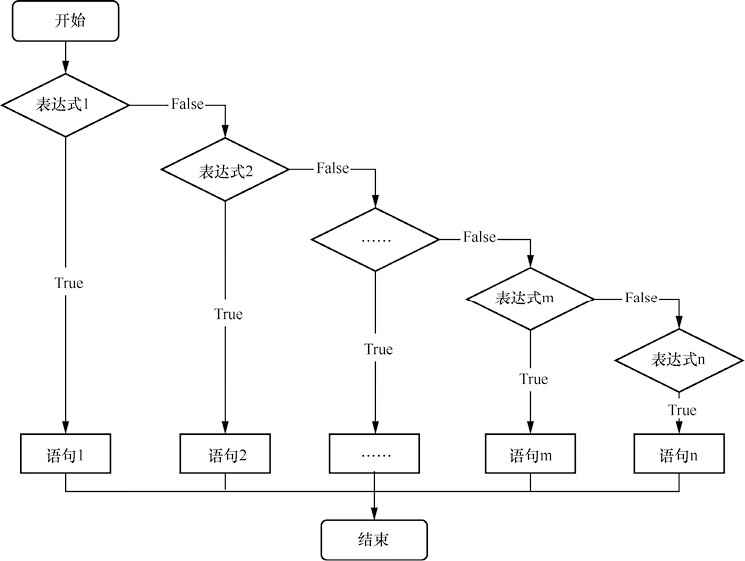 开始
表达式1
False
表达式2
False
……
False
表达式m
False
表达式n
True
True
True
True
True
语句1
语句2
……
语句m
语句n
结束